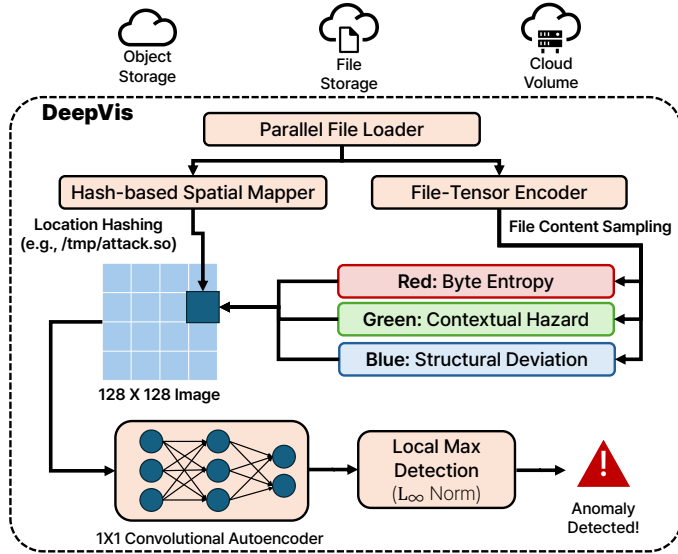 Object
Storage
File
Storage
Cloud
Volume
DeepVis
Parallel File Loader
Hash-based Spatial Mapper
File-Tensor Encoder
Location Hashing
(e.g., /tmp/attack.so)
File Content Sampling
Red: Byte Entropy
Green: Contextual Hazard
Blue: Structural Deviation
128 X 128 Image
Local Max
Detection
(L∞ Norm)
!
Anomaly
Detected!
1X1 Convolutional Autoencoder